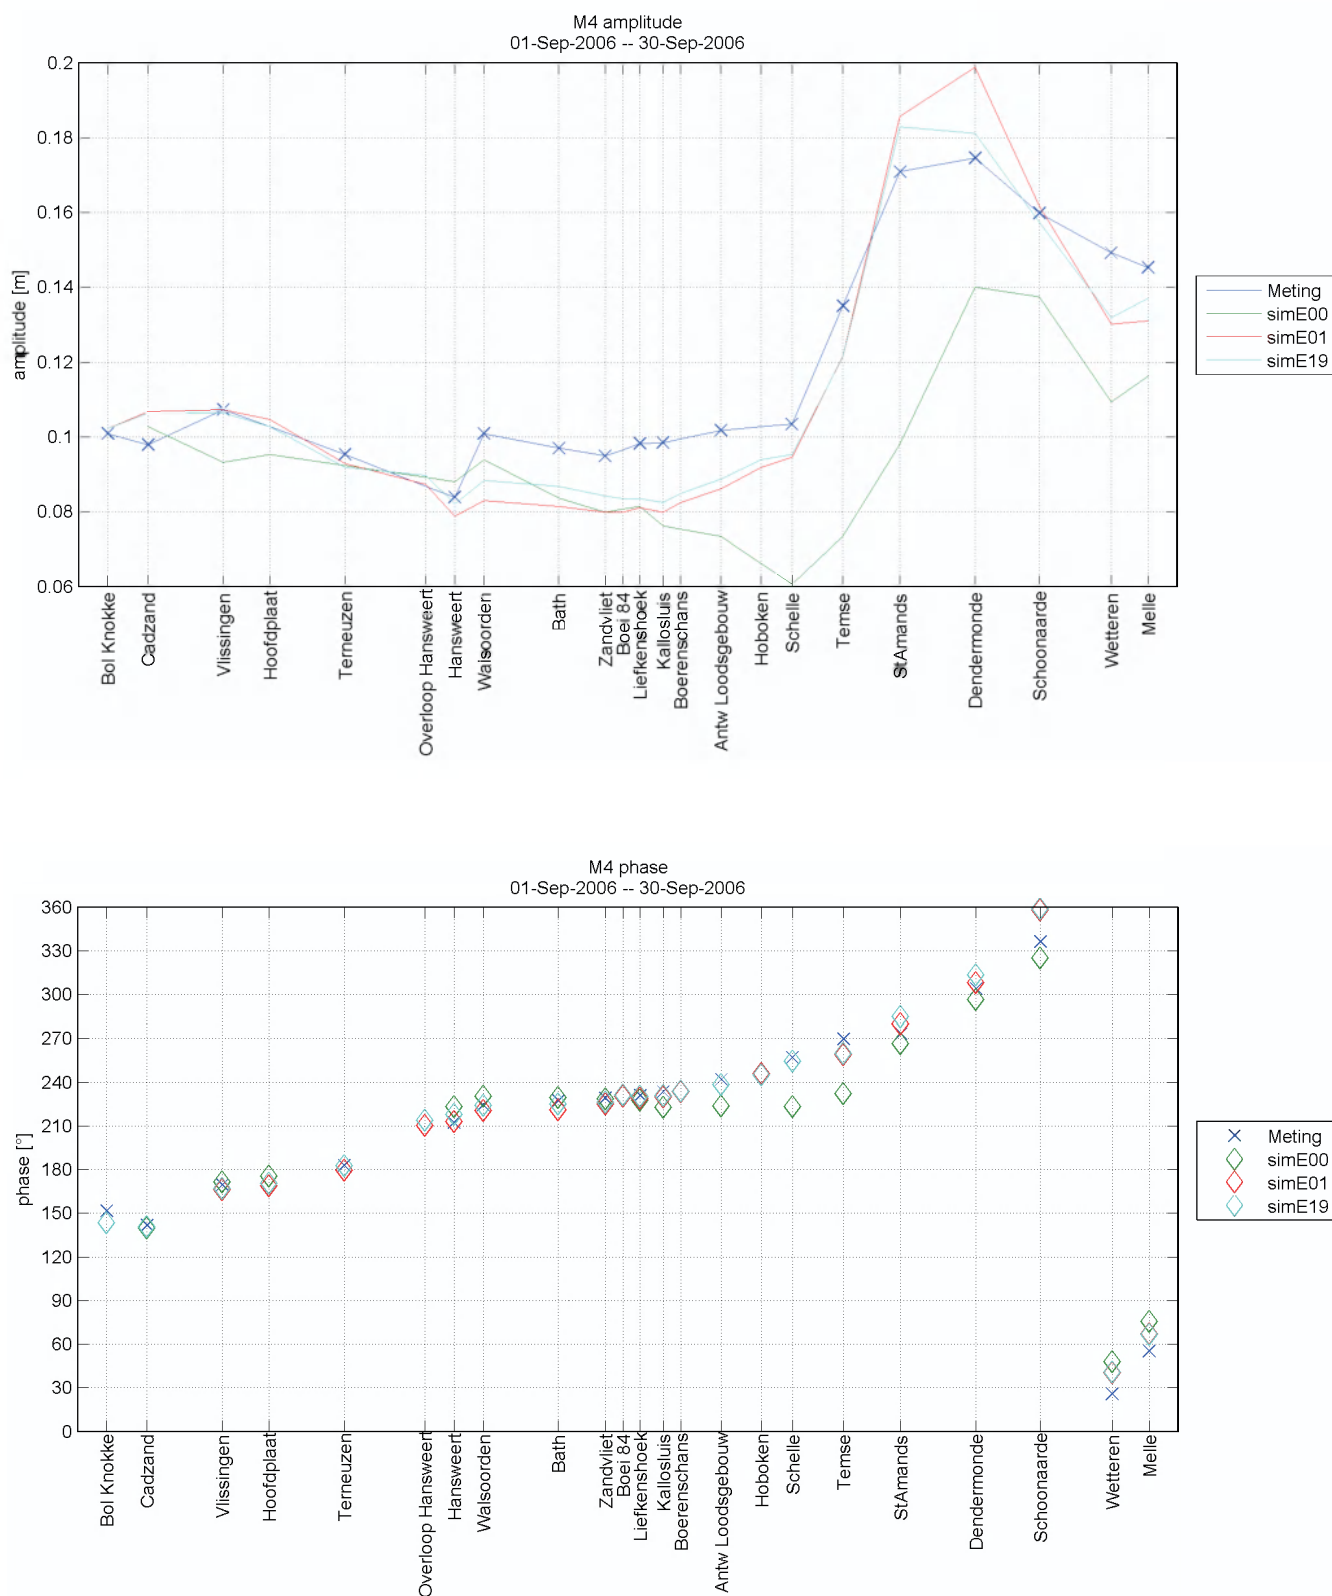 M4 amplitude
01-Sep-2006 -- 30-Sep-2006
0.2
0.18
0.16
0.14
0.12
0.1
0.08
0.06
amplitude [m]
Bol Knokke
Cadzand
Vlissingen
Hoofdplaat
Terneuzen
Overloop Hansweert
Hansweert
Walsoorden
Bath
Zandvliet
Boei 84
Liefkenshoek
Kallosluis
Boerenschans
Antw Loodsgebouw
Hoboken
Schelle
Temse
StAmands
Dendermonde
Schoonaarde
Wetteren
Melle
Meting
simE00
simE01
simE19
M4 phase
01-Sep-2006 -- 30-Sep-2006
360
330
300
270
240
210
180
150
120
90
60
30
0
phase [°]
Bol Knokke
Cadzand
Vlissingen
Hoofdplaat
Terneuzen
Overloop Hansweert
Hansweert
Walsoorden
Bath
Zandvliet
Boei 84
Liefkenshoek
Kallosluis
Boerenschans
Antw Loodsgebouw
Hoboken
Schelle
Temse
StAmands
Dendermonde
Schoonaarde
Wetteren
Melle
Meting
simE00
simE01
simE19